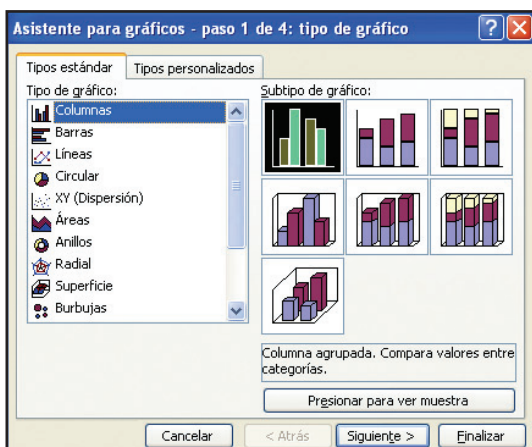 Asistente para gráficos - paso 1 de 4: tipo de gráfico
Tipos estándar
Tipos personalizados
Tipo de gráfico:
Columnas
Barras
Líneas
Circular
XY (Dispersión)
Áreas
Anillos
Radial
Superficie
Burbujas
Subtipo de gráfico:
Columna agrupada. Compara valores entre
categorías.
Presionar para ver muestra
Cancelar
< Atrás
Siguiente >
Finalizar